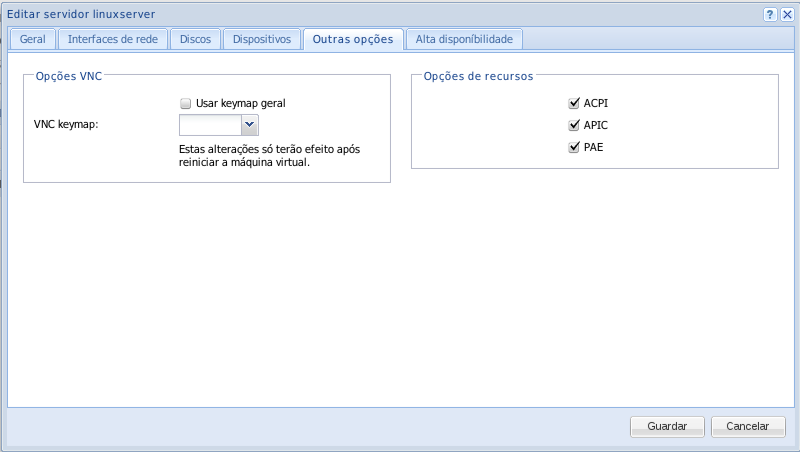 Editar servidor linuxserver
Geral
Interfaces de rede
Discos
Dispositivos
Outras opções
Alta disponíbilidade
Opções VNC
Usar keymap geral
VNC keymap:
Estas alterações só terão efeito após
reiniciar a máquina virtual.
Opções de recursos
ACPI
APIC
PAE
Guardar
Cancelar